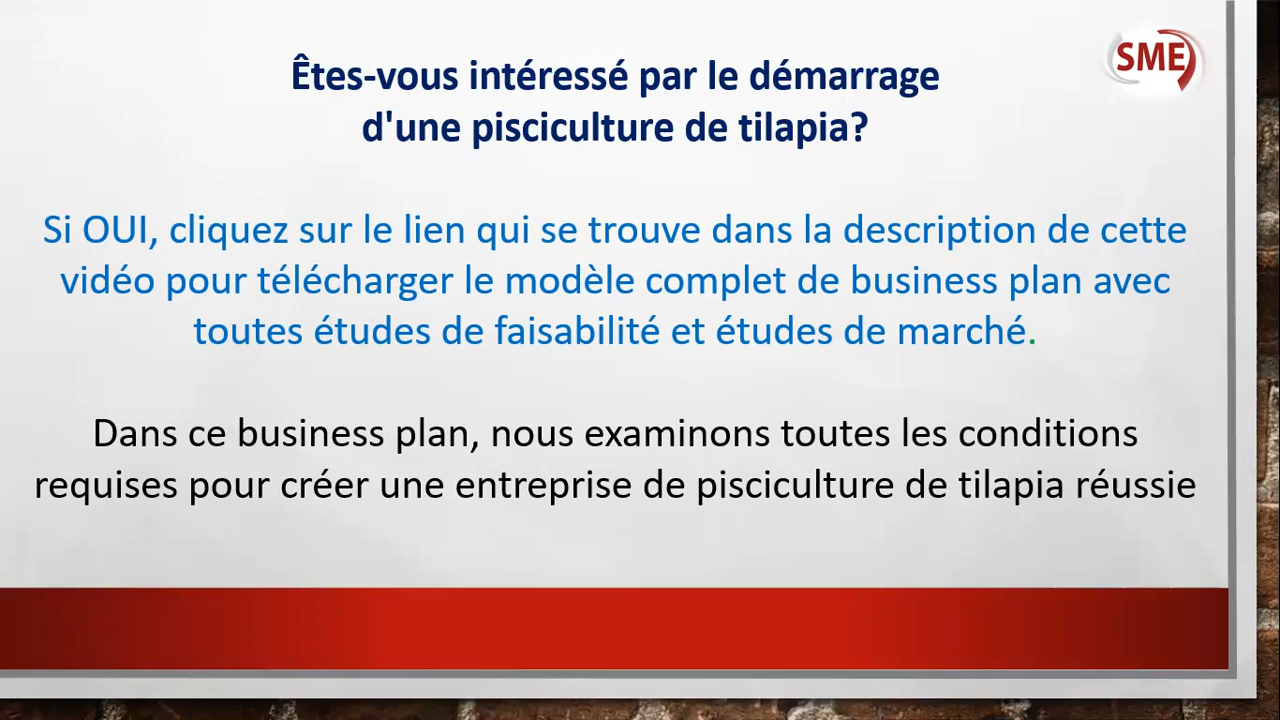 SME
Êtes-vous intéressé par le démarrage
d'une pisciculture de tilapia?
Si OUI, cliquez sur le lien qui se trouve dans la description de cette
vidéo pour télécharger le modèle complet de business plan avec
toutes études de faisabilité et études de marché.
Dans ce business plan, nous examinons toutes les conditions
requises pour créer une entreprise de pisciculture de tilapia réussie